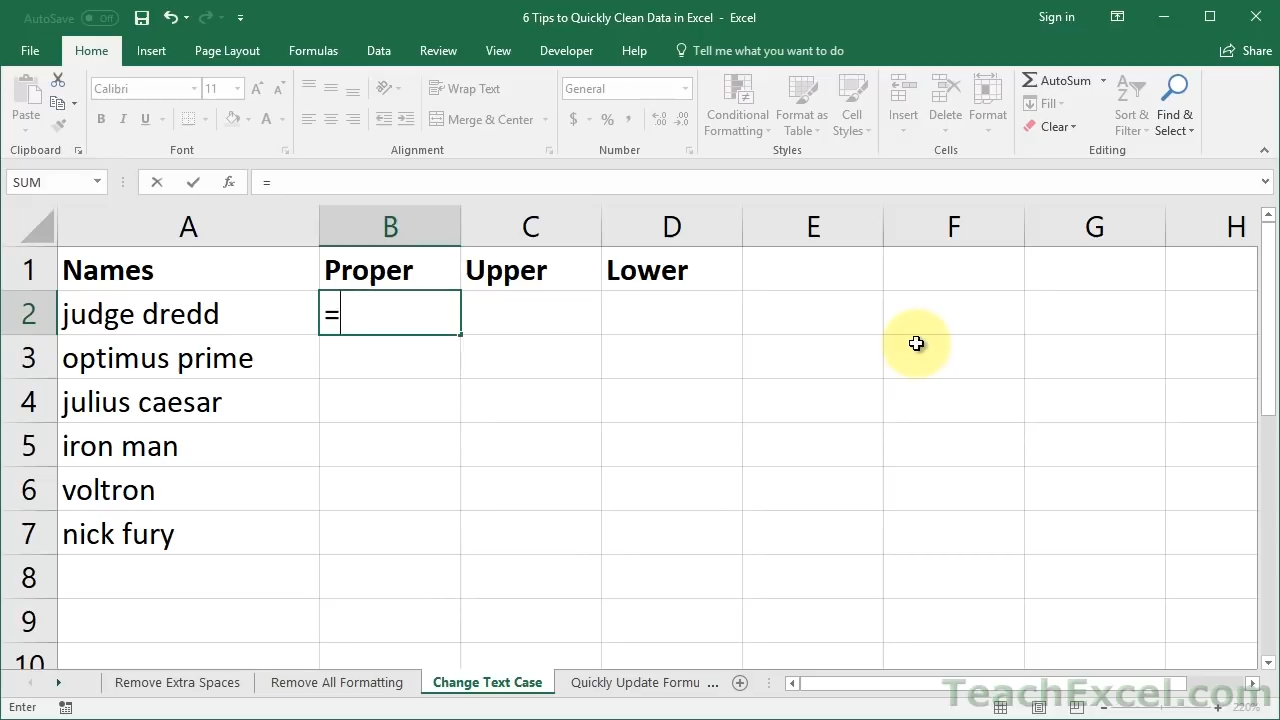 AutoSave Off
6 Tips to Quickly Clean Data in Excel - Excel
Sign in
File Home Insert Page Layout Formulas Data Review View Developer Help Tell me what you want to do Share
Paste
Clipboard
Calibri 11
B I U A
Font
Wrap Text
Merge & Center
Alignment
General
$ % ,
Number
Conditional Formatting
Format as Table
Cell Styles
Styles
Insert Delete Format
Cells
AutoSum
Fill
Clear
Sort & Filter
Find & Select
Editing
SUM fx =
A B C D E F G H
1 Names Proper Upper Lower
2 judge dredd =
3 optimus prime
4 julius caesar
5 iron man
6 voltron
7 nick fury
8
9
10
Remove Extra Spaces Remove All Formatting Change Text Case Quickly Update Formu ...
Enter
220%
TeachExcel.com